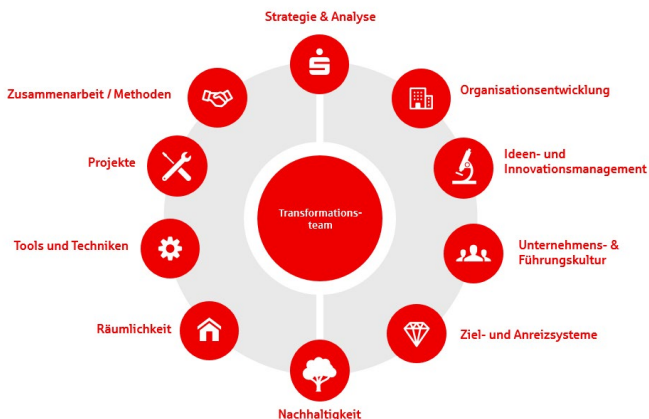 Strategie & Analyse
Zusammenarbeit / Methoden
Organisationsentwicklung
Projekte
Ideen- und
Innovationsmanagement
Transformations-
team
Tools und Techniken
Unternehmens- &
Führungskultur
Räumlichkeit
Ziel- und Anreizsysteme
Nachhaltigkeit